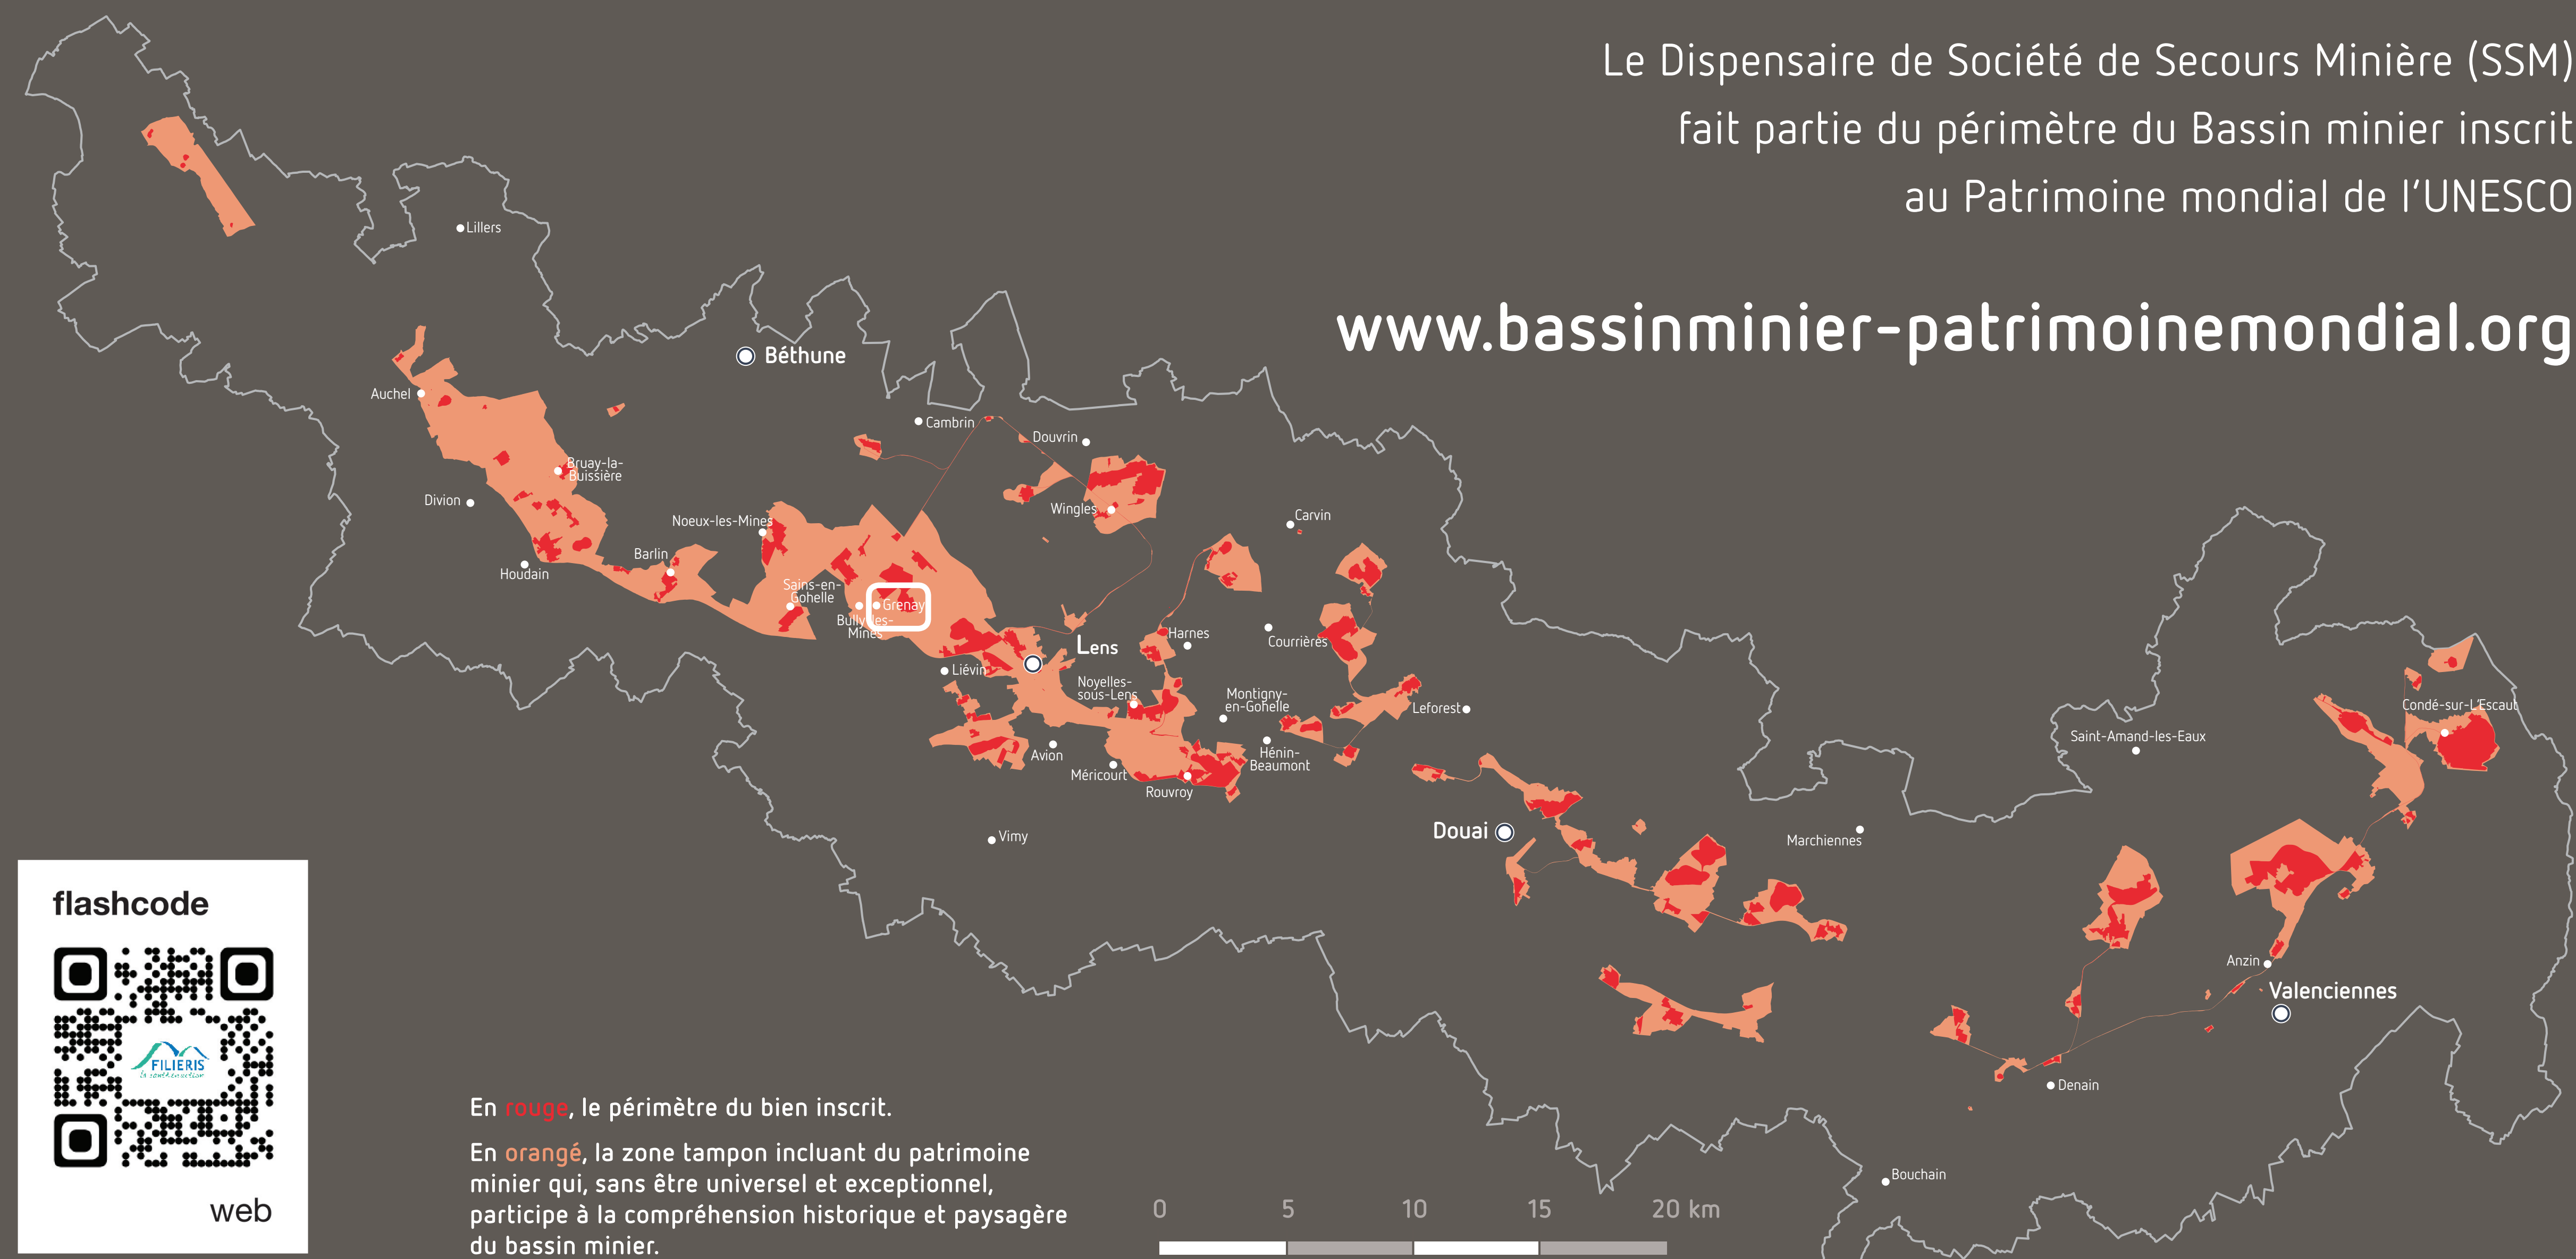 Le Dispensaire de Société de Secours Minière (SSM)
fait partie du périmètre du Bassin minier inscrit
au Patrimoine mondial de l'UNESCO
www.bassinminier-patrimoinemondial.org
Lillers
Béthune
Auchel
Cambrin
Douvrin
Bruay-la-
Buissière
Divion
Wingles
Carvin
Noeux-les-Mines
Barlin
Houdain
Sains-en-
Gohelle
Grenay
Bully-les-
Mines
Harnes
Courrières
Lens
Liévin
Noyelles-
sous-Lens
Montigny-
en-Gohelle
Leforest
Condé-sur-L'Escaut
Saint-Amand-les-Eaux
Avion
Hénin-
Beaumont
Méricourt
Rouvroy
Vimy
Douai
Marchiennes
Anzin
Valenciennes
Denain
Bouchain
flashcode
FILIERIS
web
En rouge, le périmètre du bien inscrit.
En orangé, la zone tampon incluant du patrimoine
minier qui, sans être universel et exceptionnel,
participe à la compréhension historique et paysagère
du bassin minier.
0 5 10 15 20 km